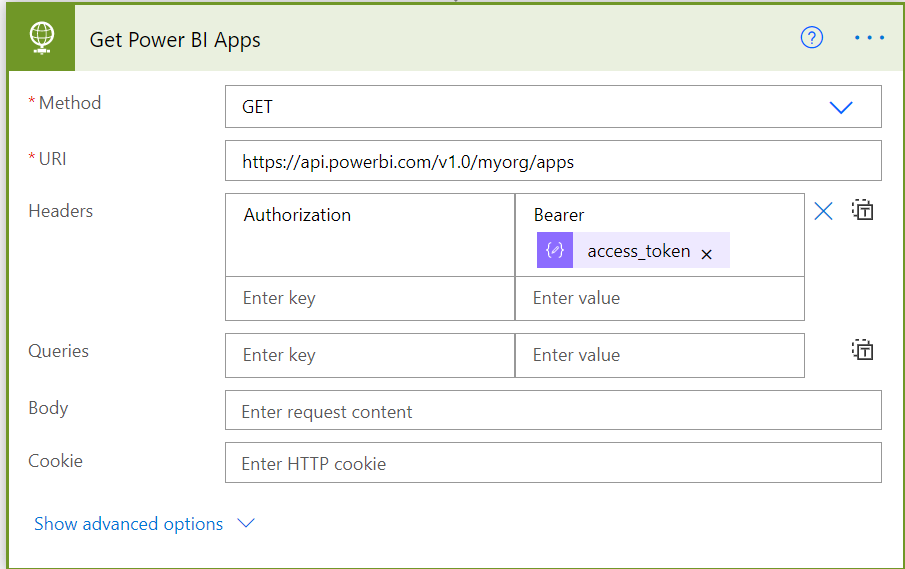 Get Power BI Apps
* Method
GET
* URI
https://api.powerbi.com/v1.0/myorg/apps
Headers
Authorization
Bearer
access_token ×
Enter key
Enter value
Queries
Enter key
Enter value
Body
Enter request content
Cookie
Enter HTTP cookie
Show advanced options